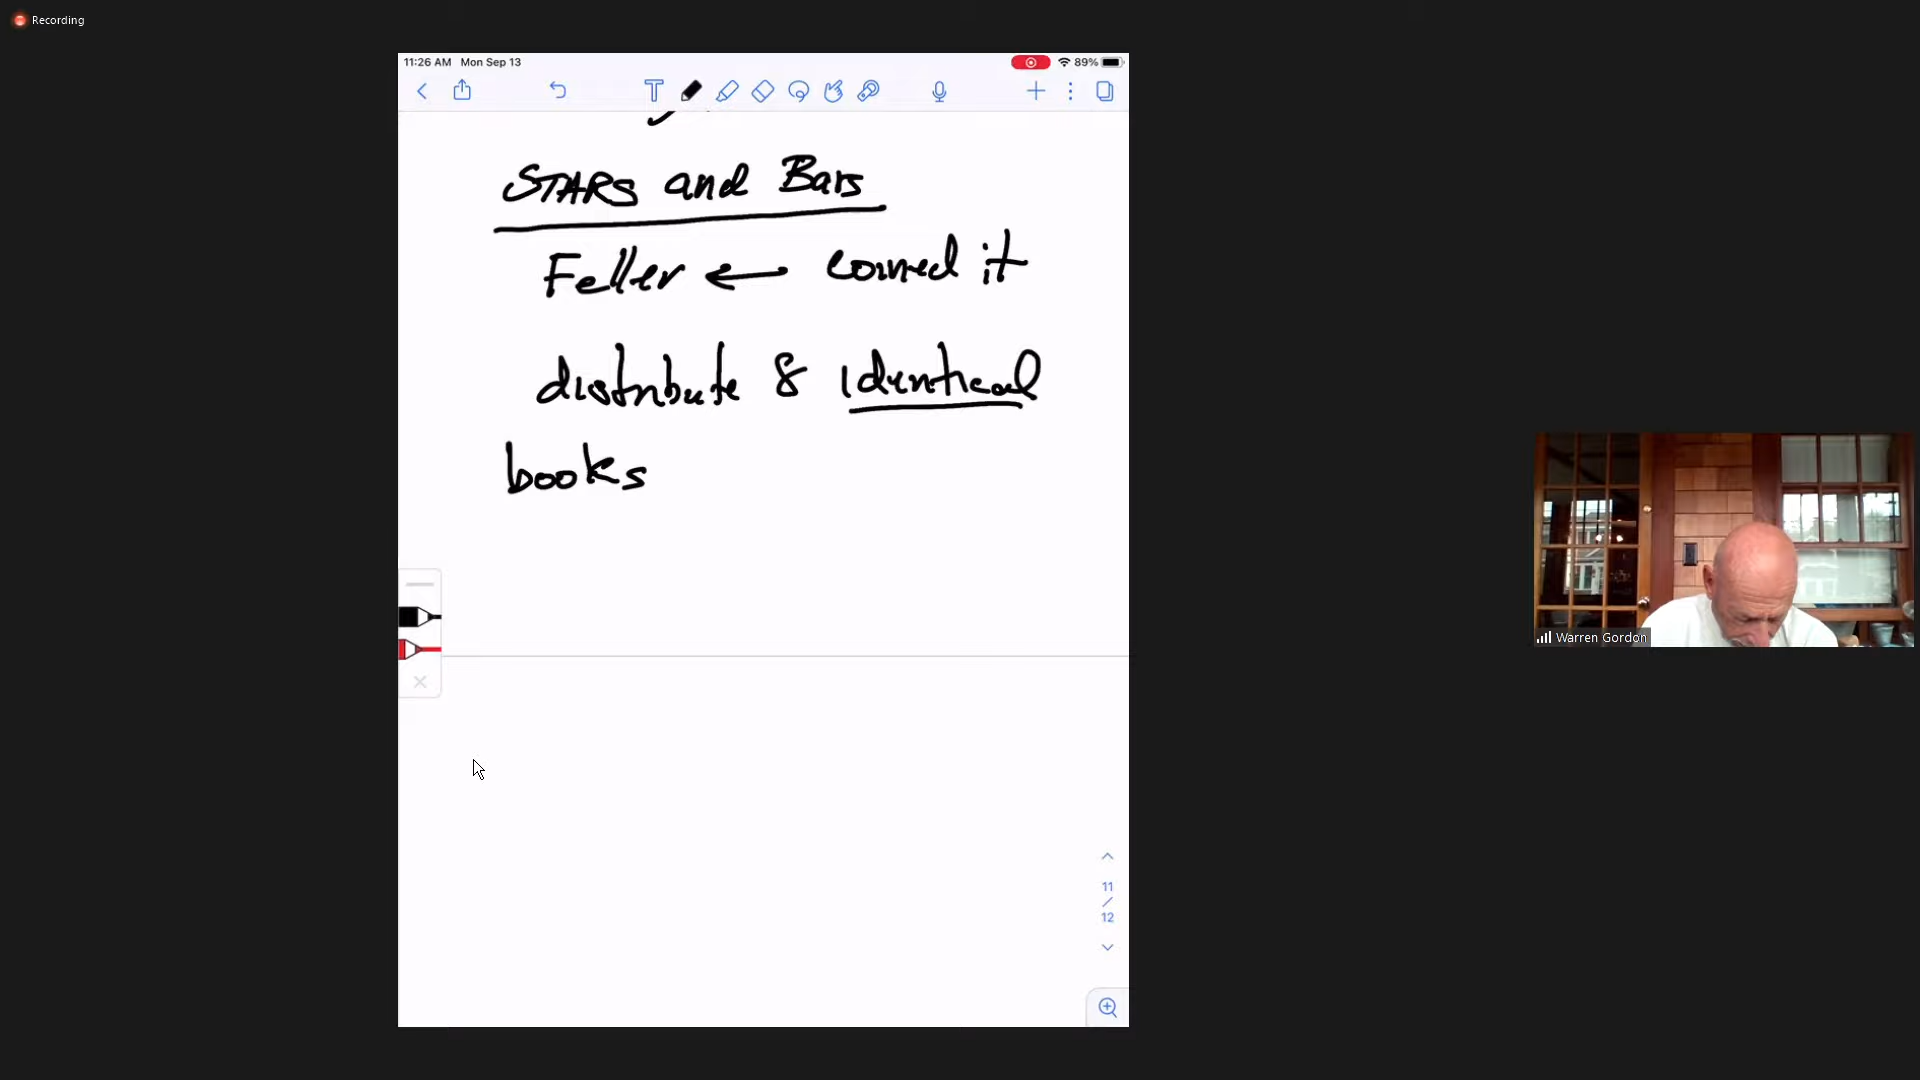 Recording
11:26 AM Mon Sep 13
89%
STARS and Bars
Feller ← coined it
distribute 8 identical
books
11
/
12
Warren Gordon